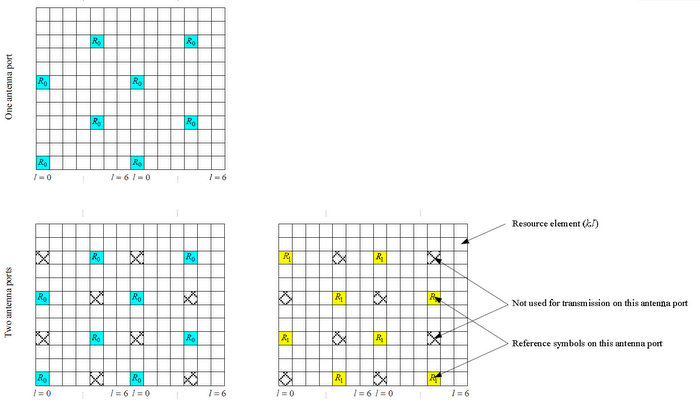 One antenna port
R0 R0
R0 R0
R0 R0
R0 R0
l = 0 l = 6 l = 0 l = 6
Two antenna ports
R0 R0
R0 R0
R0 R0
R0 R0
l = 0 l = 6 l = 0 l = 6
R1 R1
R1 R1
R1 R1
R1 R1
l = 0 l = 6 l = 0 l = 6
Resource element (k,l)
Not used for transmission on this antenna port
Reference symbols on this antenna port